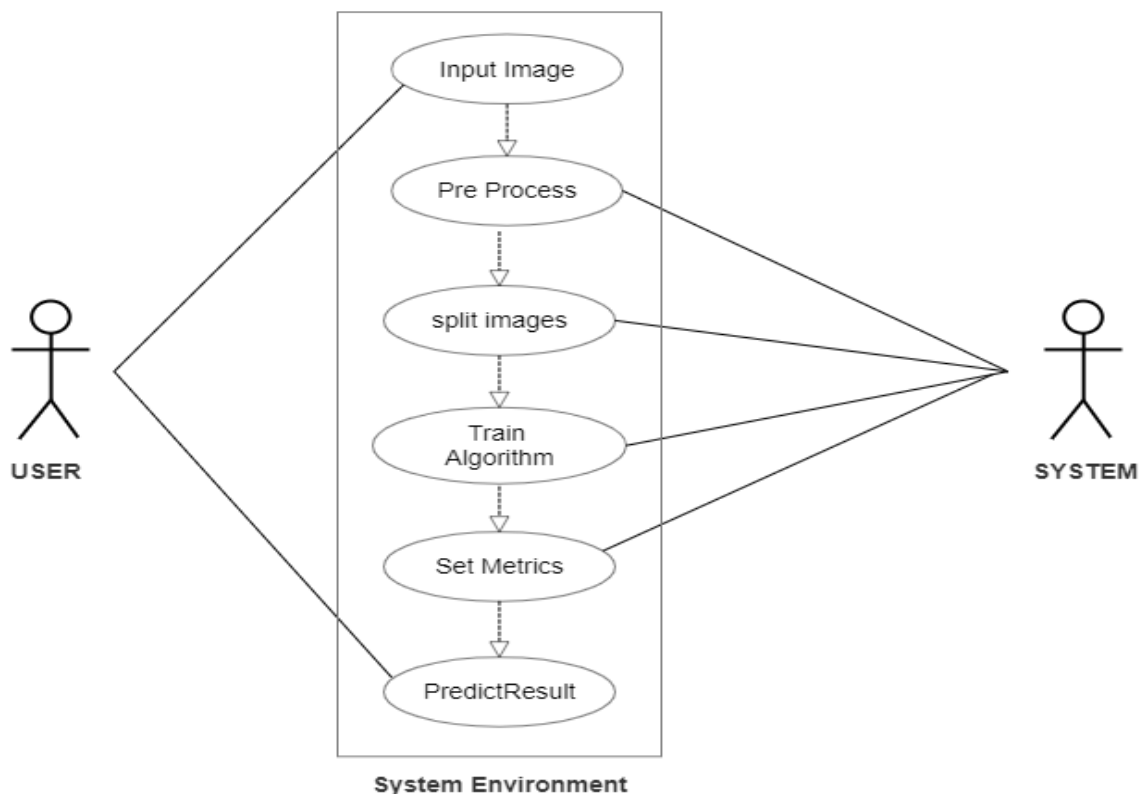 Input Image
Pre Process
split images
Train
Algorithm
Set Metrics
PredictResult
USER
SYSTEM
System Environment